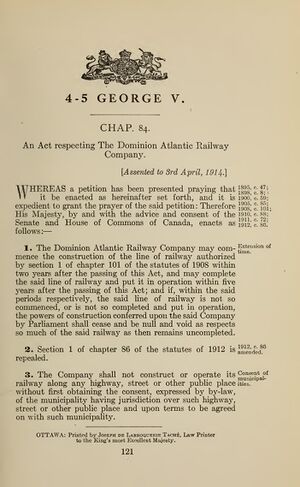 4-5 GEORGE V.
CHAP. 84.
An Act respecting The Dominion Atlantic Railway
Company.
[Assented to 3rd April, 1914.]
WHEREAS a petition has been presented praying that
it be enacted as hereinafter set forth, and it is
expedient to grant the prayer of the said petition: Therefore
His Majesty, by and with the advice and consent of the
Senate and House of Commons of Canada, enacts as
follows:—
1895, c. 47;
1898, c. 8;
1900, c. 59;
1905, c. 85;
1908, c. 101;
1910, c. 88;
1911, c. 72;
1912, c. 86.
1. The Dominion Atlantic Railway Company may com-
mence the construction of the line of railway authorized
by section 1 of chapter 101 of the statutes of 1908 within
two years after the passing of this Act, and may complete
the said line of railway and put it in operation within five
years after the passing of this Act; and if, within the said
periods respectively, the said line of railway is not so
commenced, or is not so completed and put in operation,
the powers of construction conferred upon the said Company
by Parliament shall cease and be null and void as respects
so much of the said railway as then remains uncompleted.
Extension of
time.
2. Section 1 of chapter 86 of the statutes of 1912 is
repealed.
1912, c. 86
amended.
3. The Company shall not construct or operate its
railway along any highway, street or other public place
without first obtaining the consent, expressed by by-law,
of the municipality having jurisdiction over such highway,
street or other public place and upon terms to be agreed
on with such municipality.
Consent of
municipal-
ities.
OTTAWA: Printed by JOSEPH DE LABROQUERIE TACHÉ, Law Printer
to the King's most Excellent Majesty.
121